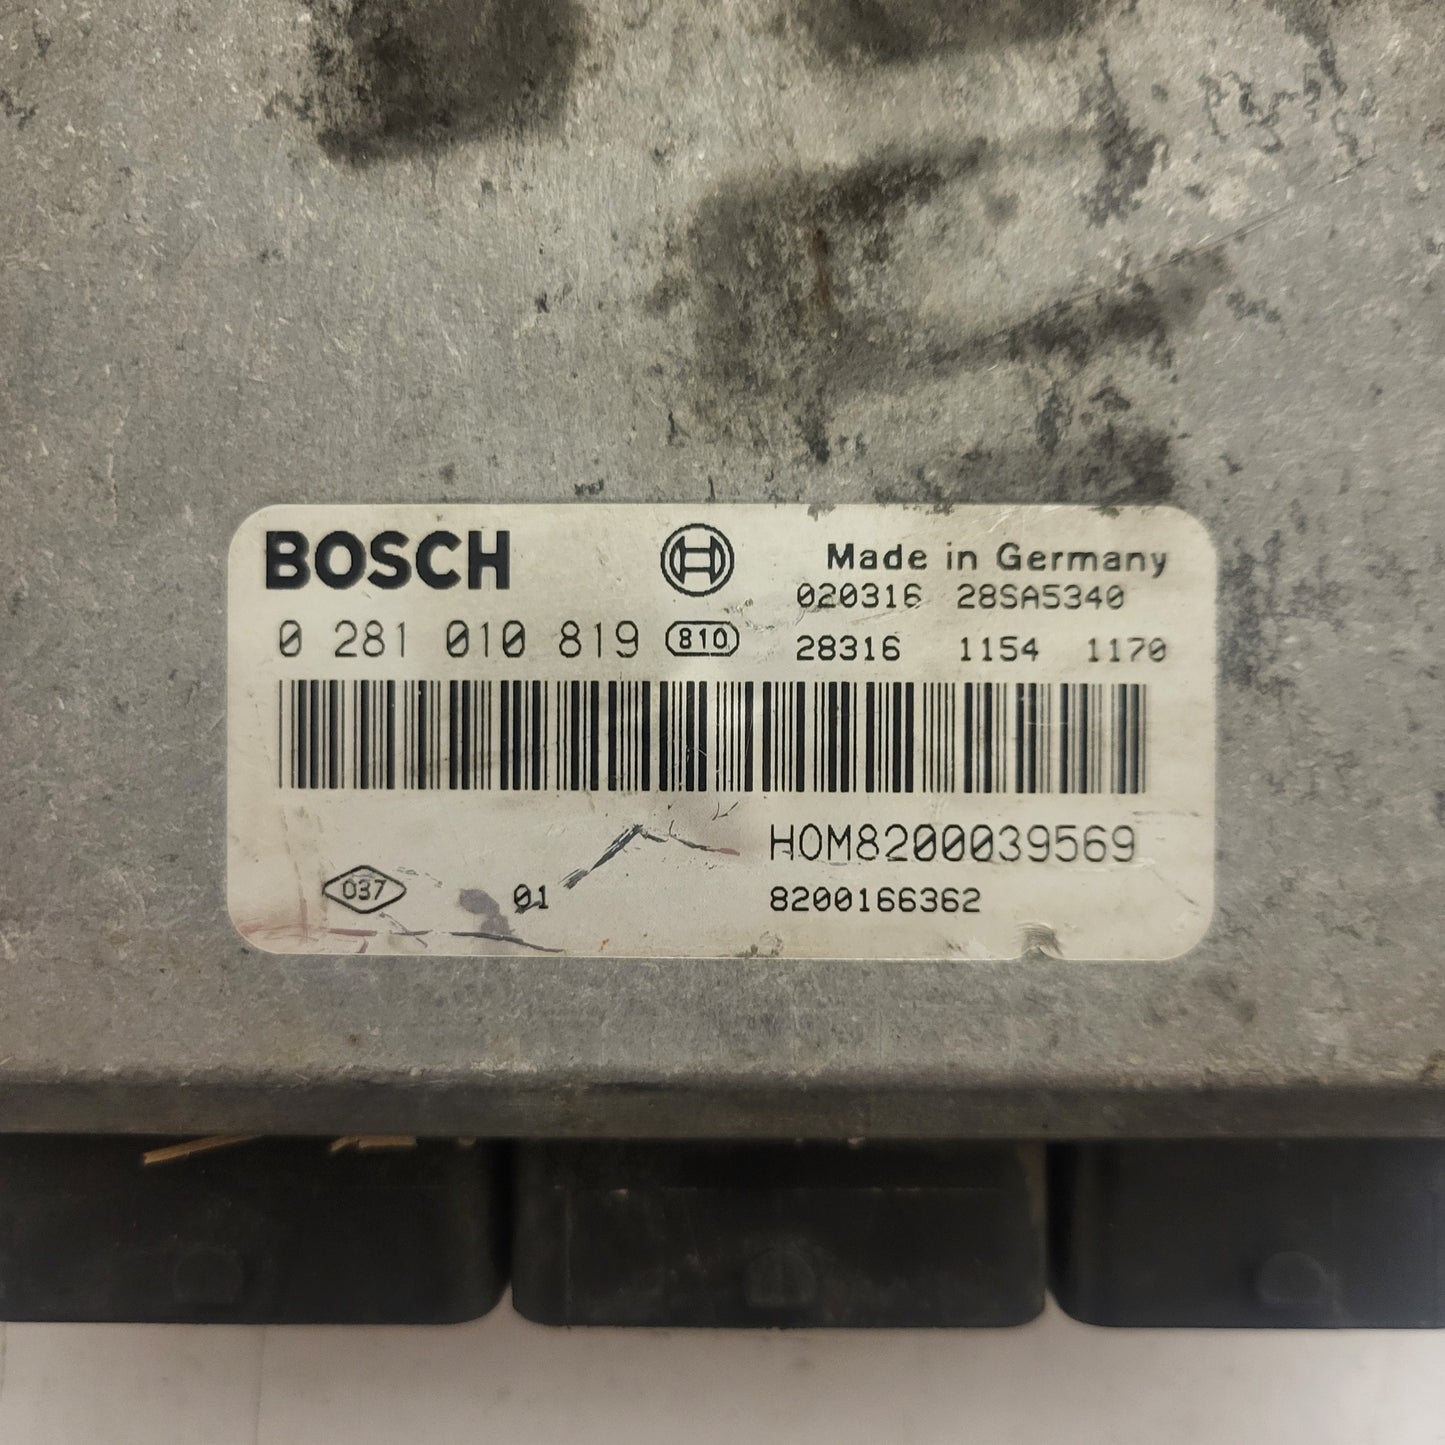 BOSCH
Made in Germany
020316 28SA5340
0 281 010 819 810
28316 1154 1170
HOM8200039569
037 01
8200166362